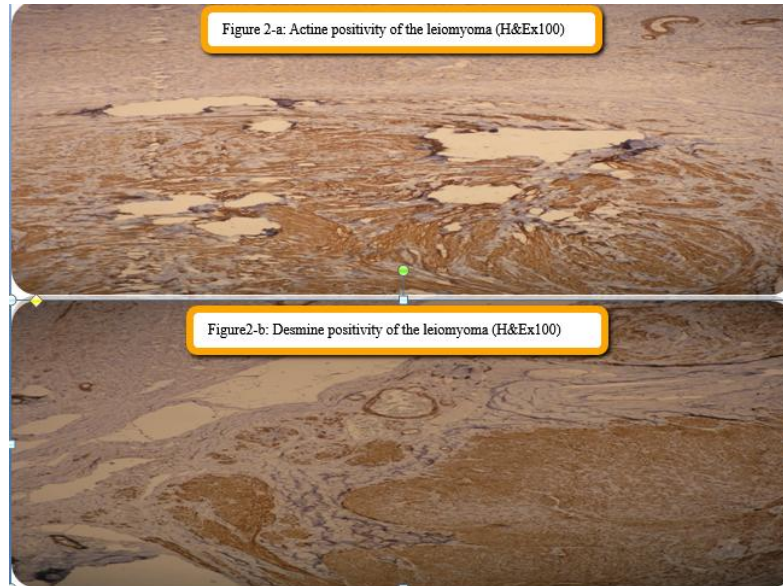 Figure 2-a: Actine positivity of the leiomyoma (H&Ex100)
Figure2-b: Desmine positivity of the leiomyoma (H&Ex100)